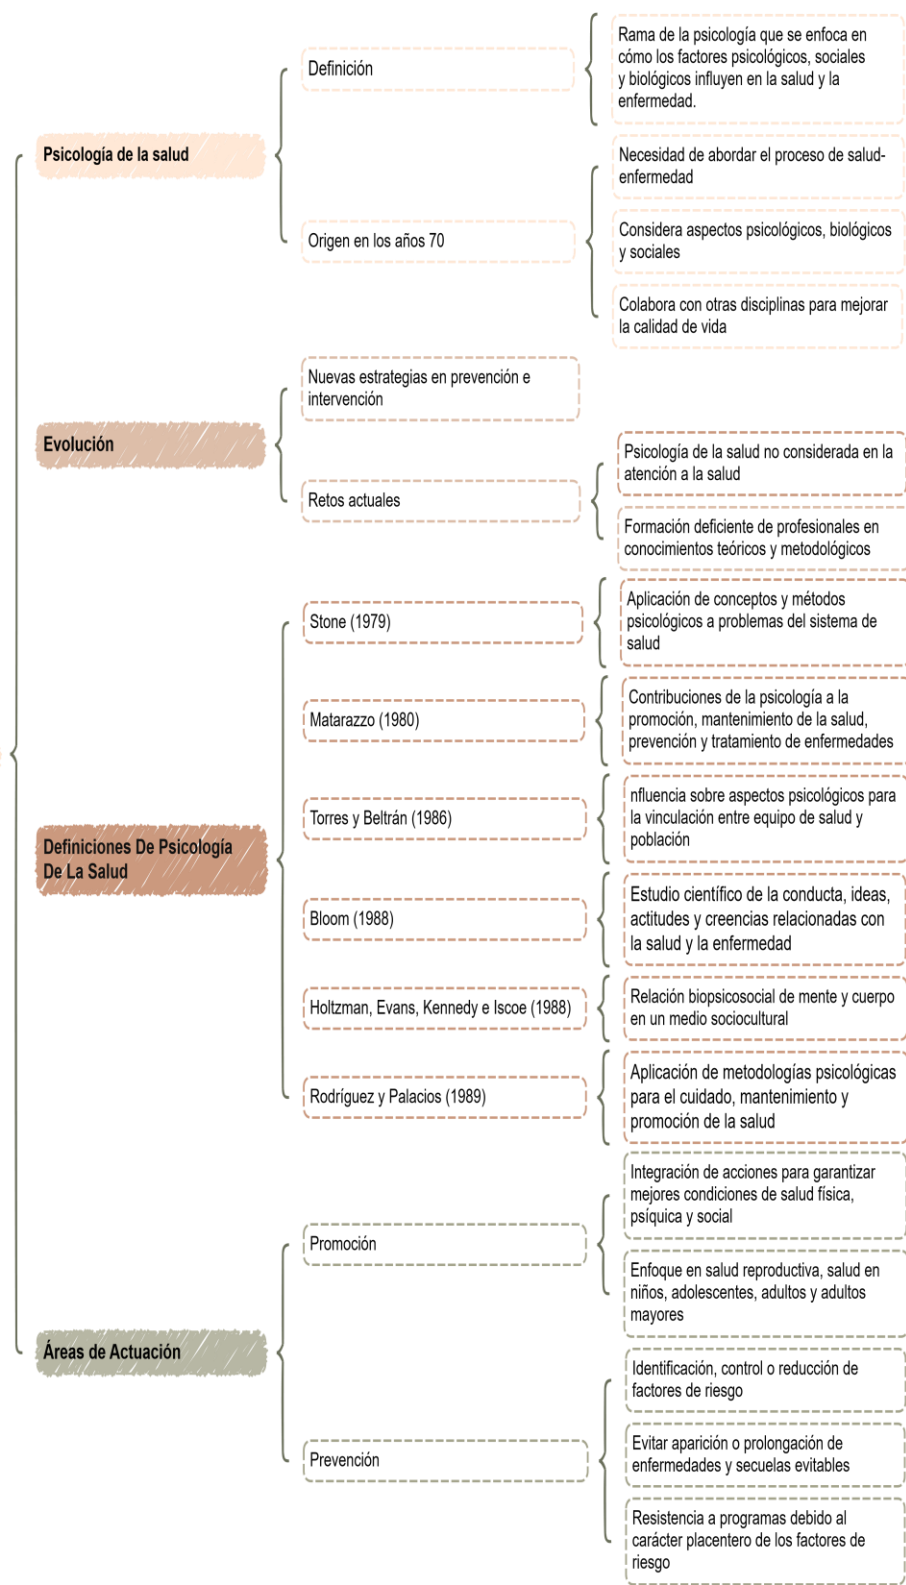 Psicología de la salud
Definición
Rama de la psicología que se enfoca en
cómo los factores psicológicos, sociales
y biológicos influyen en la salud y la
enfermedad.
Origen en los años 70
Necesidad de abordar el proceso de salud-
enfermedad
Considera aspectos psicológicos, biológicos
y sociales
Colabora con otras disciplinas para mejorar
la calidad de vida
Evolución
Nuevas estrategias en prevención e
intervención
Retos actuales
Psicología de la salud no considerada en la
atención a la salud
Formación deficiente de profesionales en
conocimientos teóricos y metodológicos
Definiciones De Psicología
De La Salud
Stone (1979)
Aplicación de conceptos y métodos
psicológicos a problemas del sistema de
salud
Matarazzo (1980)
Contribuciones de la psicología a la
promoción, mantenimiento de la salud,
prevención y tratamiento de enfermedades
Torres y Beltrán (1986)
nfluencia sobre aspectos psicológicos para
la vinculación entre equipo de salud y
población
Bloom (1988)
Estudio científico de la conducta, ideas,
actitudes y creencias relacionadas con
la salud y la enfermedad
Holtzman, Evans, Kennedy e Iscoe (1988)
Relación biopsicosocial de mente y cuerpo
en un medio sociocultural
Rodríguez y Palacios (1989)
Aplicación de metodologías psicológicas
para el cuidado, mantenimiento y
promoción de la salud
Áreas de Actuación
Promoción
Integración de acciones para garantizar
mejores condiciones de salud física,
psíquica y social
Enfoque en salud reproductiva, salud en
niños, adolescentes, adultos y adultos
mayores
Prevención
Identificación, control o reducción de
factores de riesgo
Evitar aparición o prolongación de
enfermedades y secuelas evitables
Resistencia a programas debido al
carácter placentero de los factores de
riesgo